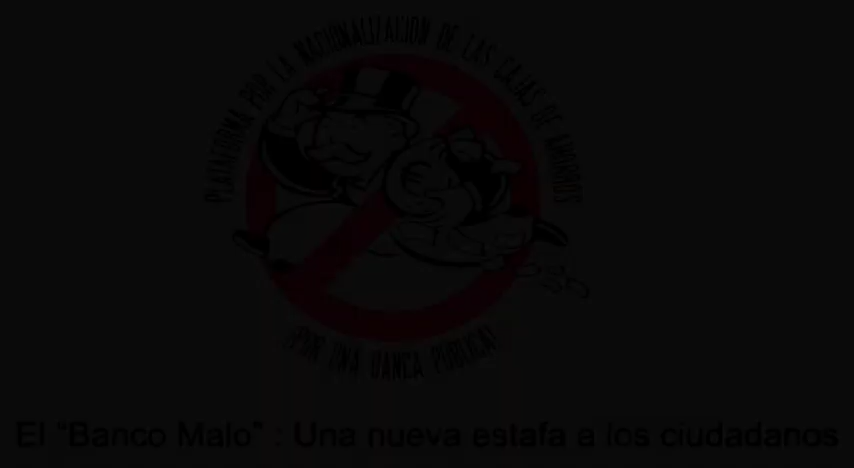 PLATAFORMA POR LA NACIONALIZACION DE LAS CAJAS DE AHORROS
¡POR UNA BANCA PÚBLICA!
El "Banco Malo" : Una nueva estafa a los ciudadanos